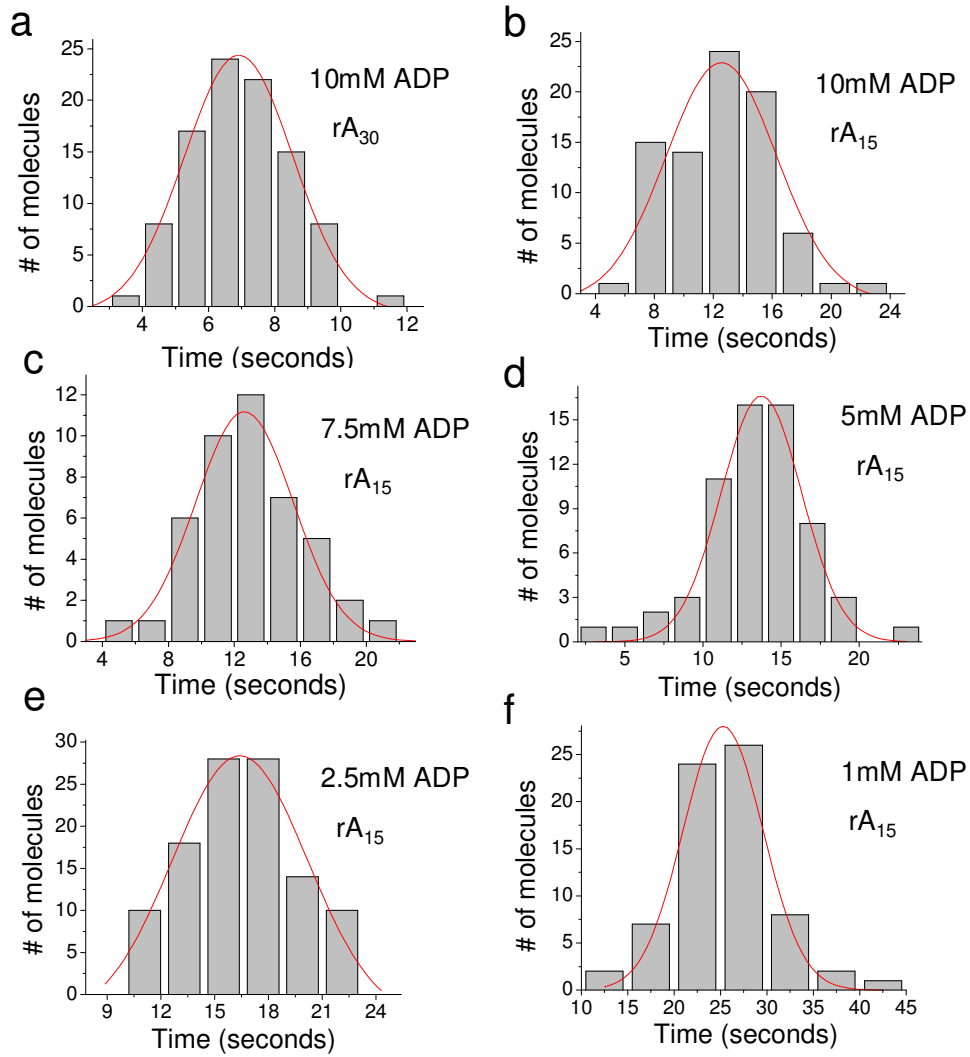 a
25
20
15
10
5
0
# of molecules
10mM ADP
rA30
4 6 8 10 12
Time (seconds)
b
25
20
15
10
5
0
# of molecules
10mM ADP
rA15
4 8 12 16 20 24
Time (seconds)
c
12
10
8
6
4
2
0
# of molecules
7.5mM ADP
rA15
4 8 12 16 20
Time (seconds)
d
15
12
9
6
3
0
# of molecules
5mM ADP
rA15
5 10 15 20
Time (seconds)
e
30
25
20
15
10
5
0
# of molecules
2.5mM ADP
rA15
9 12 15 18 21 24
Time (seconds)
f
25
20
15
10
5
0
# of molecules
1mM ADP
rA15
10 15 20 25 30 35 40 45
Time (seconds)